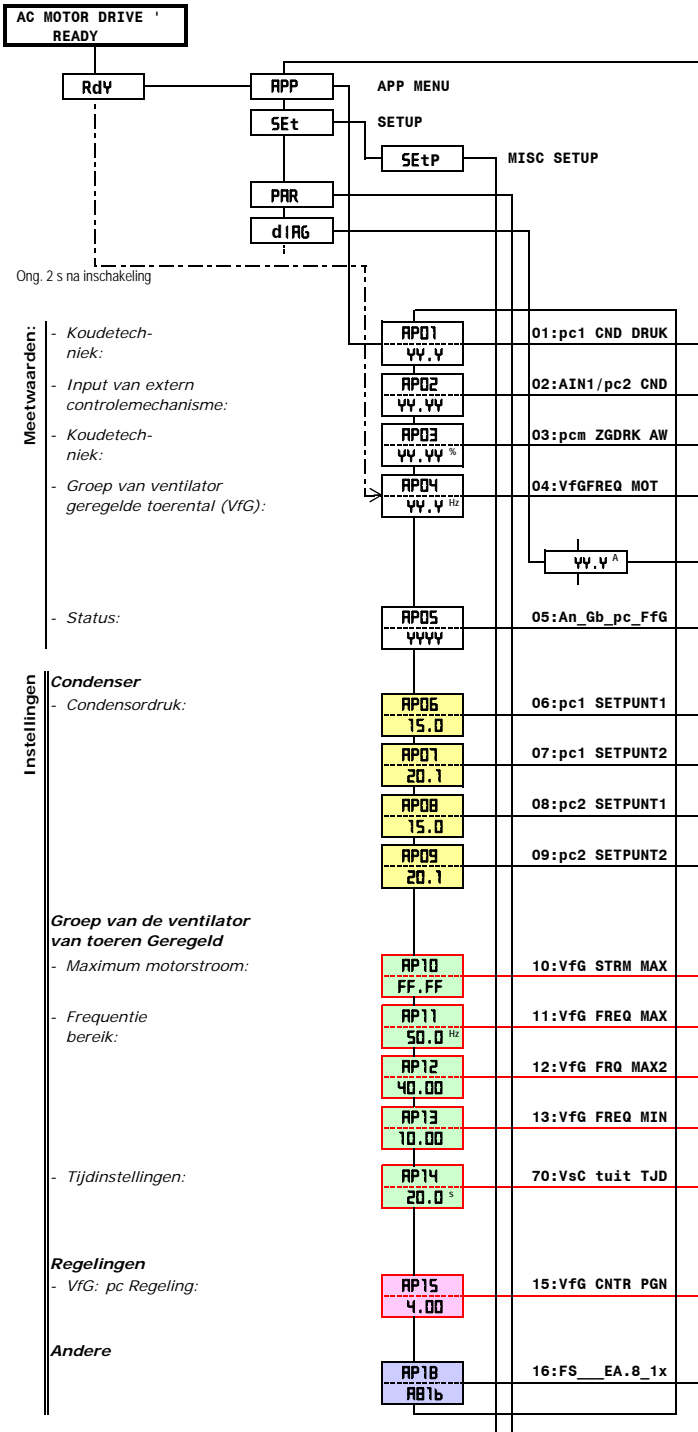 AC MOTOR DRIVE '
READY
RdY
APP
APP MENU
SEt
SETUP
SEtP
MISC SETUP
PAR
dIAG
Ong. 2 s na inschakeling
Meetwaarden:
- Koudetech-
niek:
AP01
YY.Y
01:pc1 CND DRUK
- Input van extern
controlemechanisme:
AP02
YY.YY
02:AIN1/pc2 CND
- Koudetech-
niek:
AP03
YY.YY %
03:pcm ZGDRK AW
- Groep van ventilator
geregelde toerental (VfG):
AP04
YY.Y Hz
04:VfGFREQ MOT
YY.Y A
- Status:
AP05
YYYY
05:An_Gb_pc_FfG
Instellingen
Condenser
- Condensordruk:
AP06
15.0
06:pc1 SETPUNT1
AP07
20.1
07:pc1 SETPUNT2
AP08
15.0
08:pc2 SETPUNT1
AP09
20.1
09:pc2 SETPUNT2
Groep van de ventilator
van toeren Geregeld
- Maximum motorstroom:
AP10
FF.FF
10:VfG STRM MAX
- Frequentie
bereik:
AP11
50.0 Hz
11:VfG FREQ MAX
AP12
40.00
12:VfG FRQ MAX2
AP13
10.00
13:VfG FREQ MIN
- Tijdinstellingen:
AP14
20.0 s
70:VsC tuit TJD
Regelingen
- VfG: pc Regeling:
AP15
4.00
15:VfG CNTR PGN
Andere
AP18
AB1b
16:FS___EA.8_1x